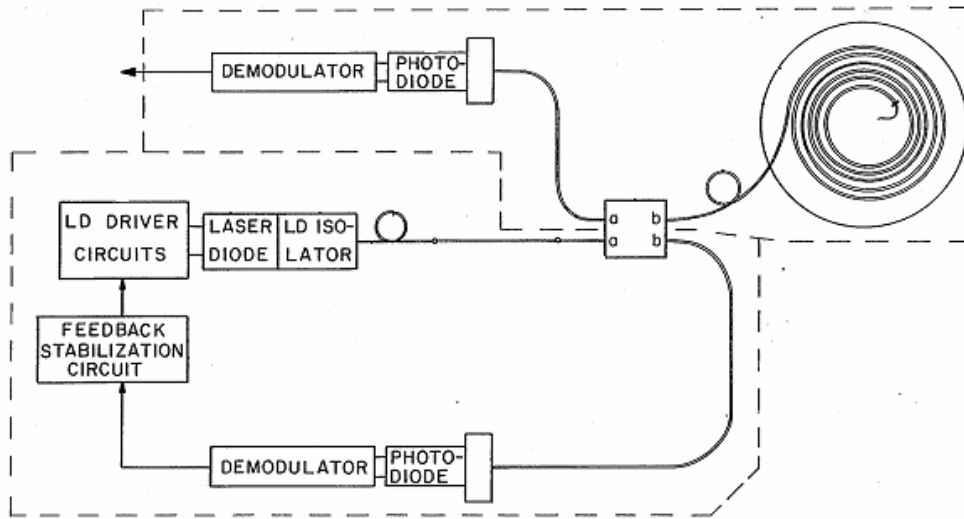 DEMODULATOR
PHOTO-
DIODE
a b
a b
LD DRIVER
CIRCUITS
LASER
DIODE
LD ISO-
LATOR
FEEDBACK
STABILIZATION
CIRCUIT
DEMODULATOR
PHOTO-
DIODE